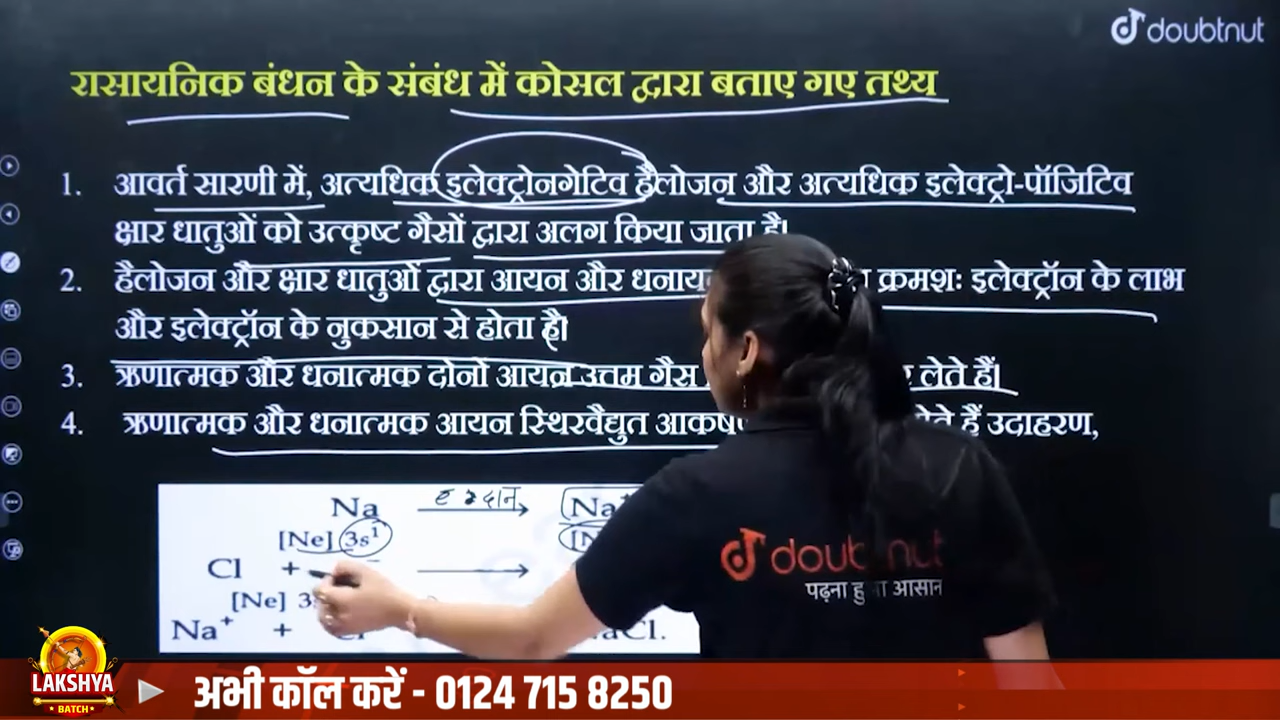 doubtnut
रासायनिक बंधन के संबंध में कोसल द्वारा बताए गए तथ्य
1. आवर्त सारणी में, अत्यधिक इलेक्ट्रोनगेटिव हैलोजन और अत्यधिक इलेक्ट्रो-पॉजिटिव
क्षार धातुओं को उत्कृष्ट गैसों द्वारा अलग किया जाता है।
2. हैलोजन और क्षार धातुओं द्वारा आयन और क्रमशः इलेक्ट्रॉन के लाभ
और इलेक्ट्रॉन के नुकसान से होता है।
3. ऋणात्मक और धनात्मक दोनो आयन उत्तम गैस लेते हैं।
4. ऋणात्मक और धनात्मक आयन स्थिरवैद्युत हैं उदाहरण,
Na Na⁺
[Ne] 3s¹
Cl +
[Ne]
Na⁺ +
doubtnut
पढ़ना हुआ आसान
LAKSHYA
BATCH
अभी कॉल करें - 0124 715 8250